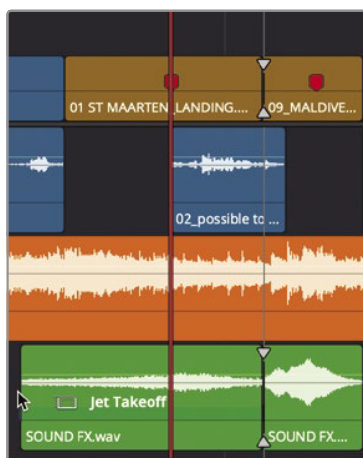 01 ST MAARTEN_LANDING.... 09_MALDIVE...
02_possible to ...
Jet Takeoff
SOUND FX.wav SOUND FX....